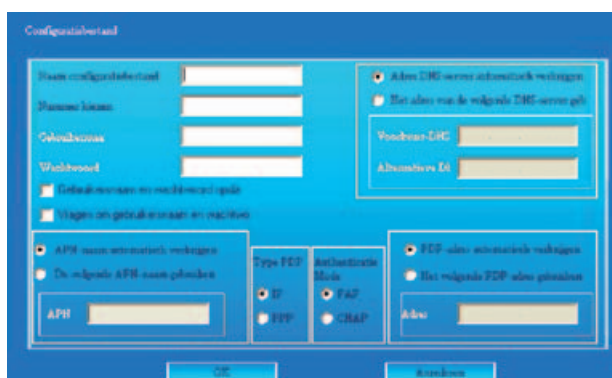 Configuratiebestand
Naam configuratiebestand
Nummer kiezen
Gebruikersnaam
Wachtwoord
Gebruikersnaam en wachtwoord opsla
Vragen om gebruikersnaam en wachtwo
Adres DNS-server automatisch verkrijgen
Het adres van de volgende DNS-server geb
Voorkeurs-DNS
Alternatieve DN
APN-naam automatisch verkrijgen
De volgende APN-naam gebruiken
APN
Type PDP
IP
PPP
Authenticatie
Mode
PAP
CHAP
PDP-adres automatisch verkrijgen
Het volgende PDP-adres gebruiken
Adres
OK
Annuleren